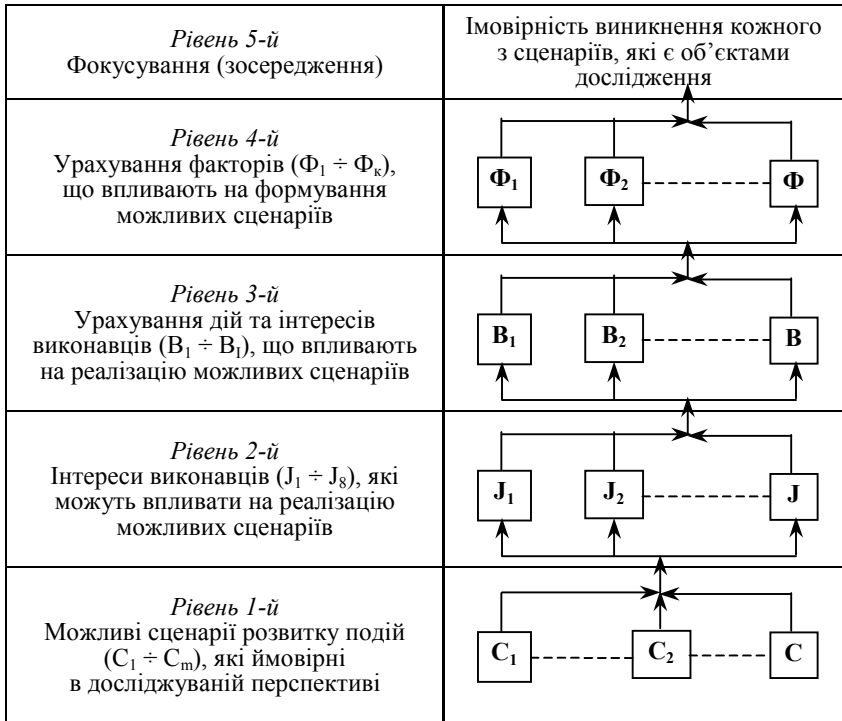 Рівень 5-й
Фокусування (зосередження)
Імовірність виникнення кожного
з сценаріїв, які є об’єктами
дослідження
Рівень 4-й
Урахування факторів (Ф₁ ÷ Фₖ),
що впливають на формування
можливих сценаріїв
Ф₁ Ф₂ Ф
Рівень 3-й
Урахування дій та інтересів
виконавців (В₁ ÷ В_І), що впливають
на реалізацію можливих сценаріїв
В₁ В₂ В
Рівень 2-й
Інтереси виконавців (J₁ ÷ J₈), які
можуть впливати на реалізацію
можливих сценаріїв
J₁ J₂ J
Рівень 1-й
Можливі сценарії розвитку подій
(С₁ ÷ Сₘ), які ймовірні
в досліджуваній перспективі
С₁ С₂ С